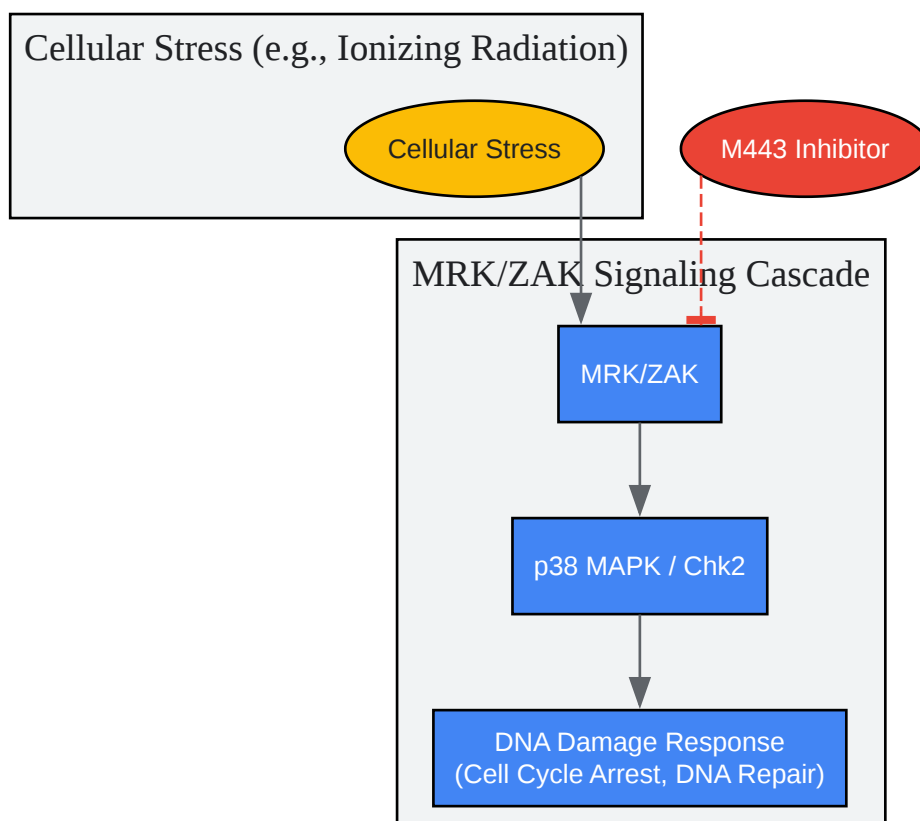 Cellular Stress (e.g., Ionizing Radiation)
Cellular Stress
M443 Inhibitor
MRK/ZAK Signaling Cascade
MRK/ZAK
p38 MAPK / Chk2
DNA Damage Response
(Cell Cycle Arrest, DNA Repair)